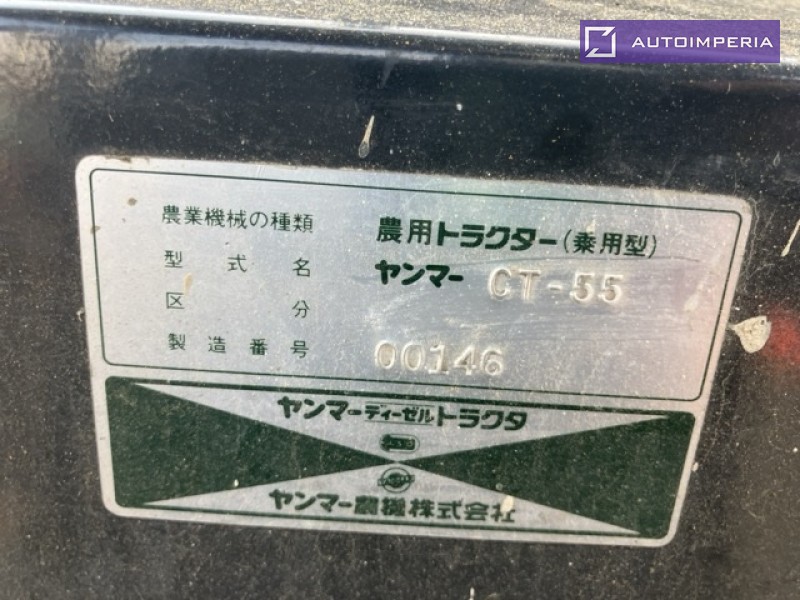 AUTOIMPERIA
農業機械の種類 農用トラクター(乗用型)
型式名 ヤンマー CT-55
区分
製造番号 00146
ヤンマーディーゼルトラクタ
ヤンマー農機株式会社